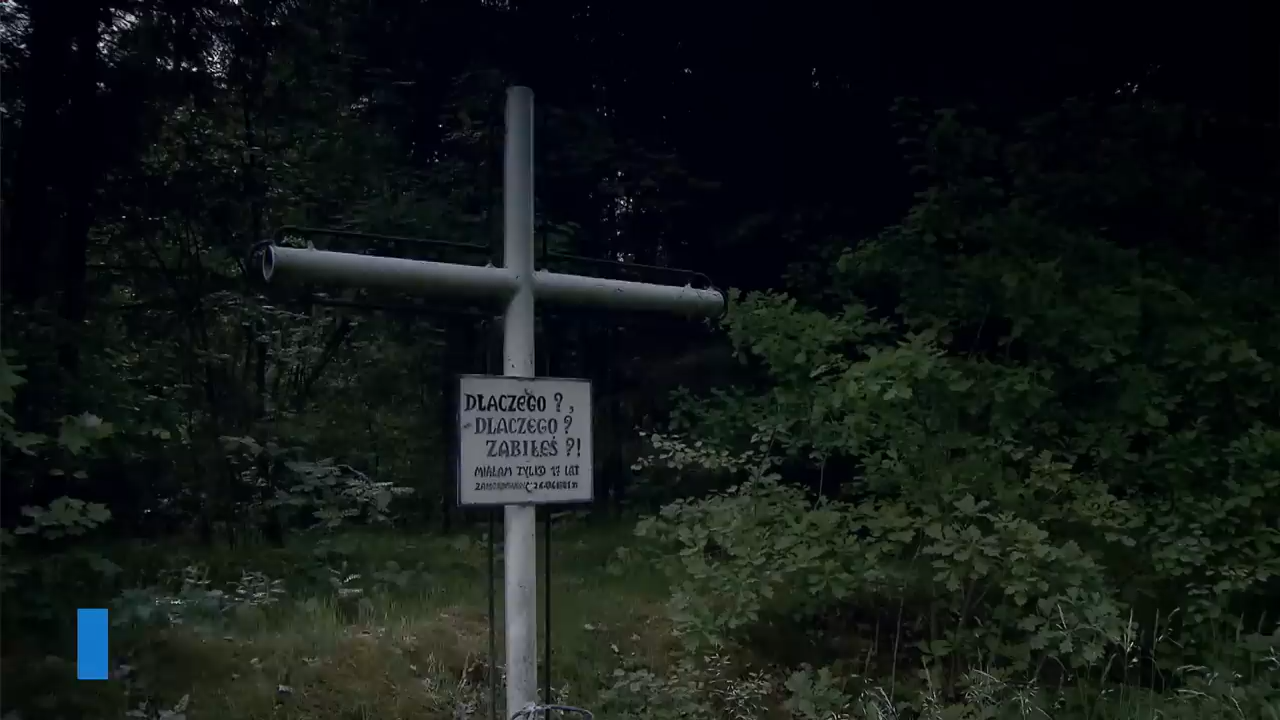 DLACZEGO ?,
- DLACZEGO ?
ZABIŁEŚ ?!
MIAŁAM TYLKO 17 LAT